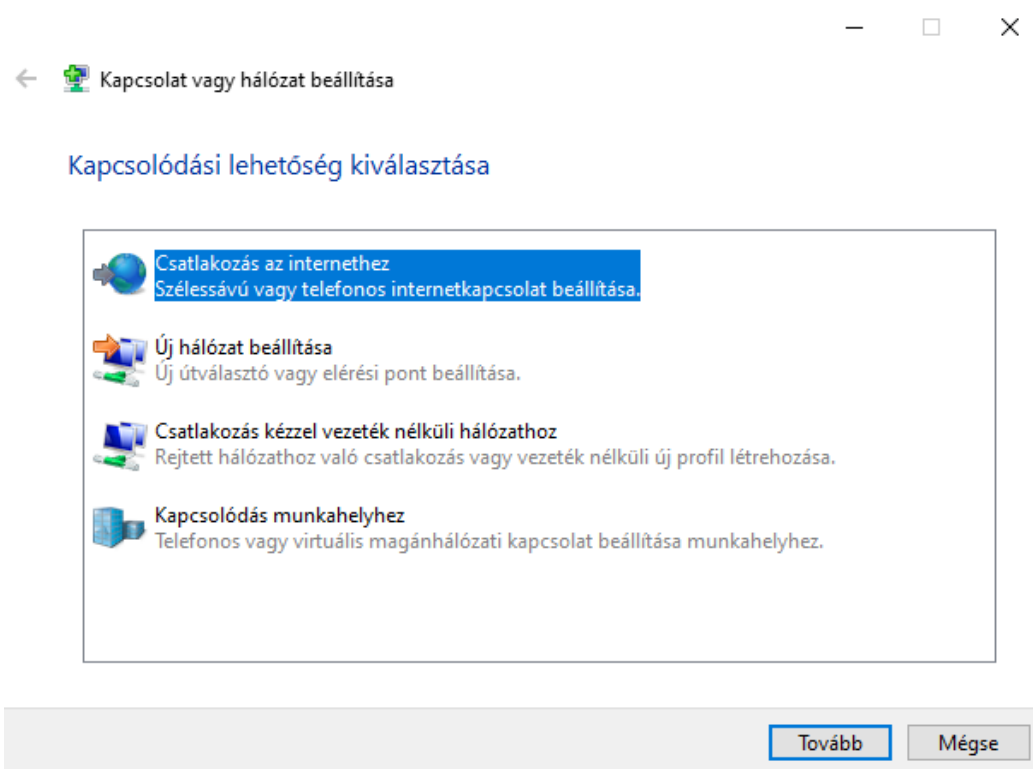 Kapcsolat vagy hálózat beállítása
Kapcsolódási lehetőség kiválasztása
Csatlakozás az internethez
Szélessávú vagy telefonos internetkapcsolat beállítása.
Új hálózat beállítása
Új útválasztó vagy elérési pont beállítása.
Csatlakozás kézzel vezeték nélküli hálózathoz
Rejtett hálózathoz való csatlakozás vagy vezeték nélküli új profil létrehozása.
Kapcsolódás munkahelyhez
Telefonos vagy virtuális magánhálózati kapcsolat beállítása munkahelyhez.
Tovább
Mégse